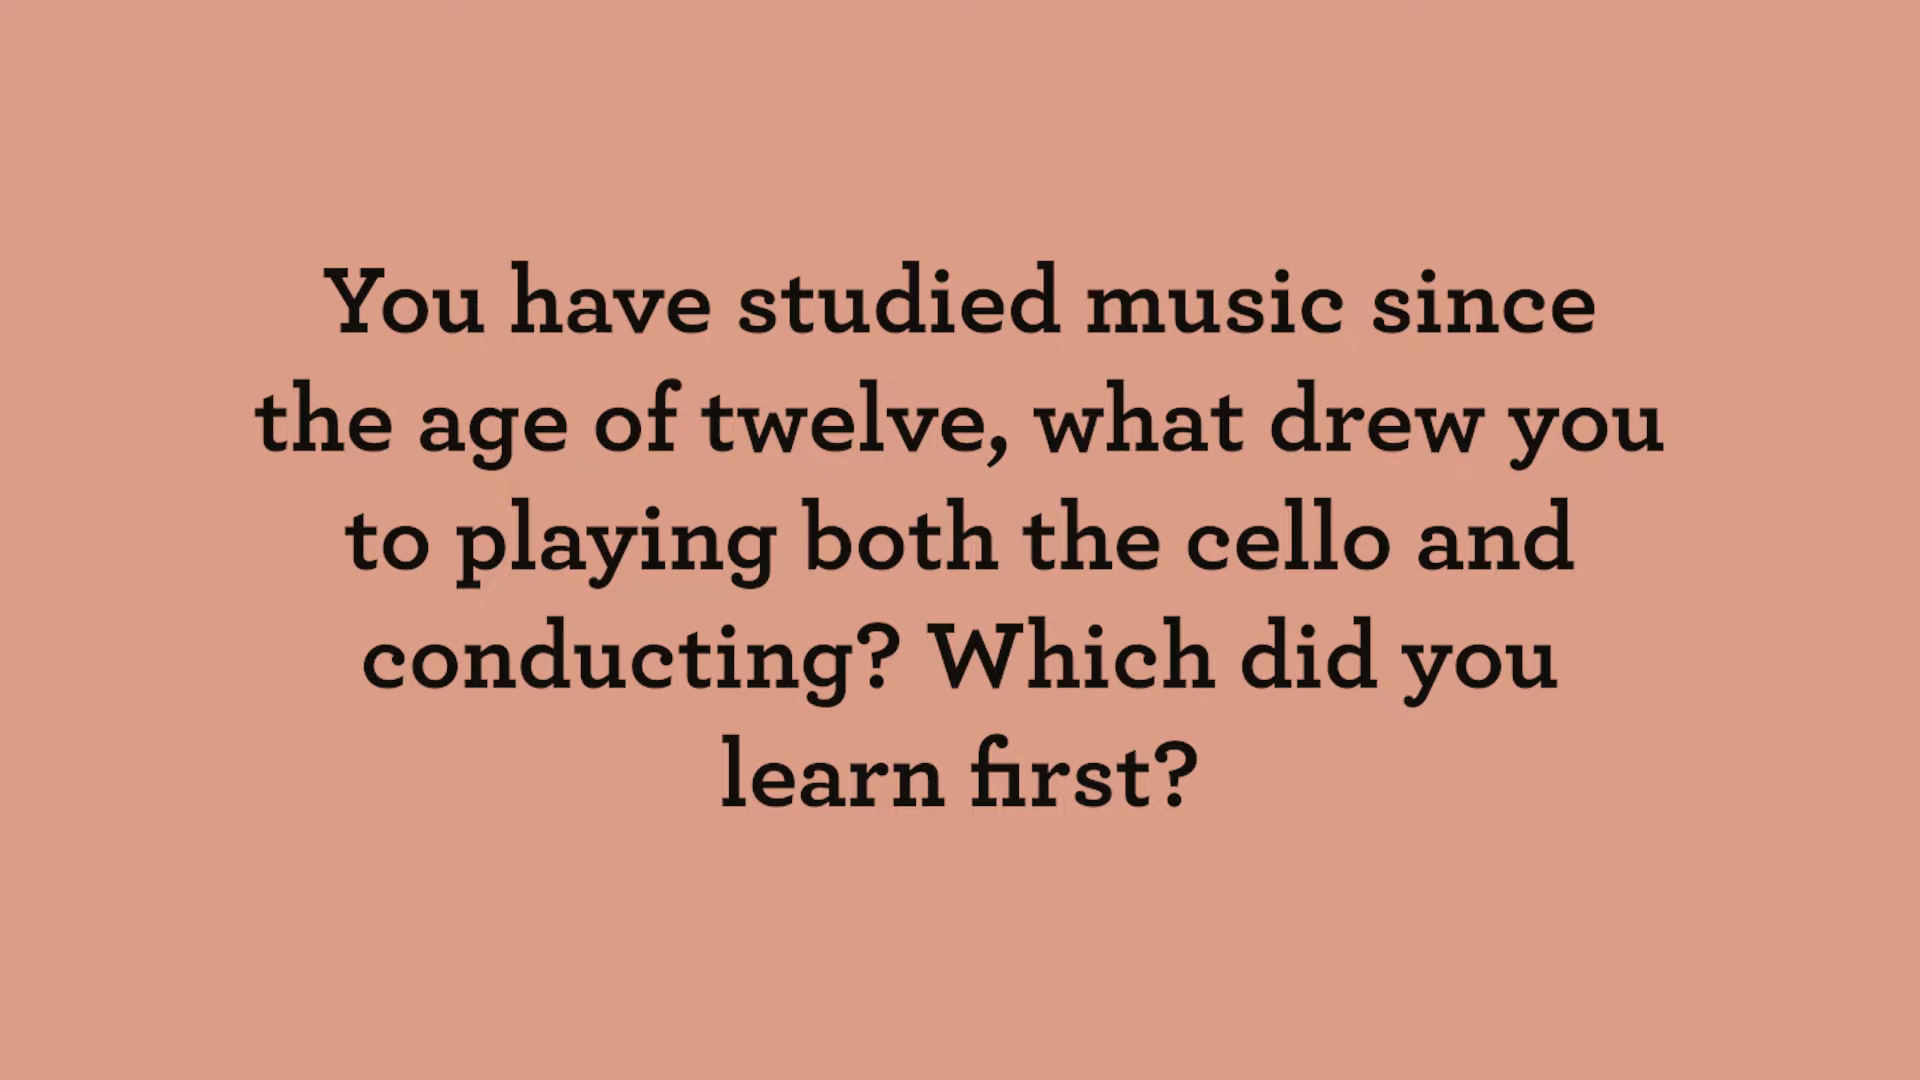 You have studied music since
the age of twelve, what drew you
to playing both the cello and
conducting? Which did you
learn first?